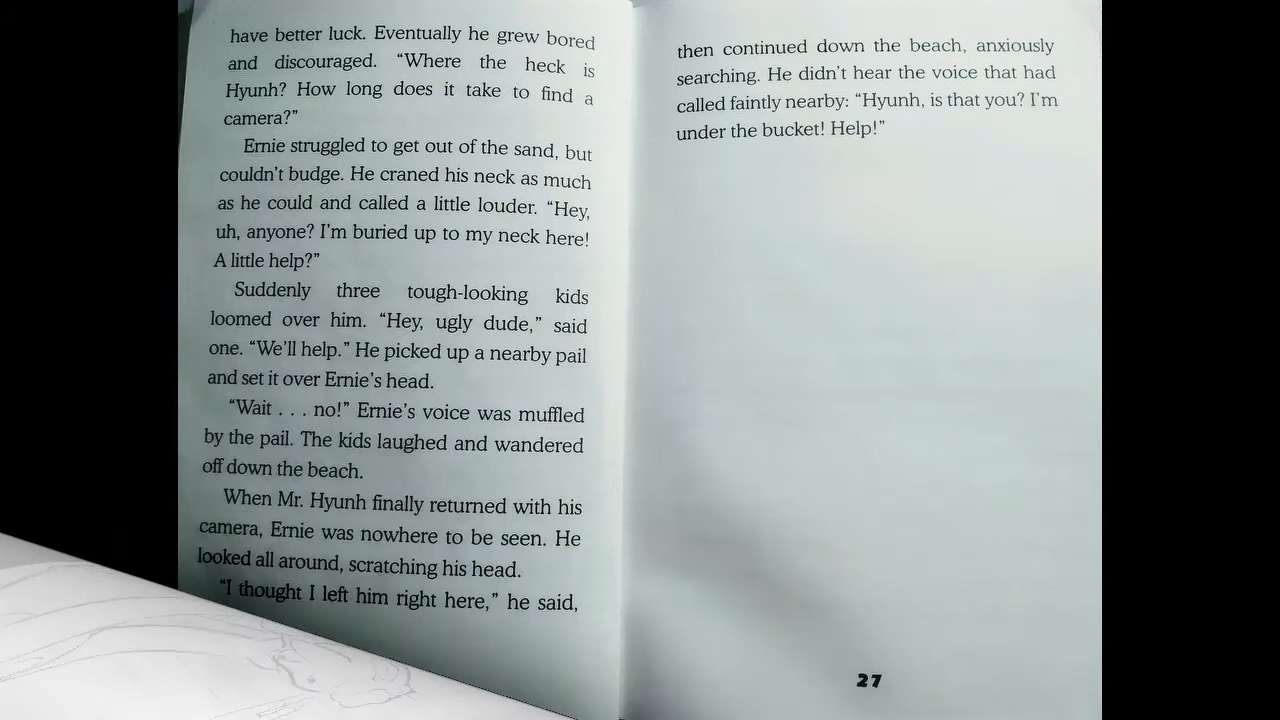 have better luck. Eventually he grew bored
and discouraged. “Where the heck is
Hyunh? How long does it take to find a
camera?”
Ernie struggled to get out of the sand, but
couldn’t budge. He craned his neck as much
as he could and called a little louder. “Hey,
uh, anyone? I’m buried up to my neck here!
A little help?”
Suddenly three tough-looking kids
loomed over him. “Hey, ugly dude,” said
one. “We’ll help.” He picked up a nearby pail
and set it over Ernie’s head.
“Wait . . . no!” Ernie’s voice was muffled
by the pail. The kids laughed and wandered
off down the beach.
When Mr. Hyunh finally returned with his
camera, Ernie was nowhere to be seen. He
looked all around, scratching his head.
“I thought I left him right here,” he said,
then continued down the beach, anxiously
searching. He didn’t hear the voice that had
called faintly nearby: “Hyunh, is that you? I’m
under the bucket! Help!”
27